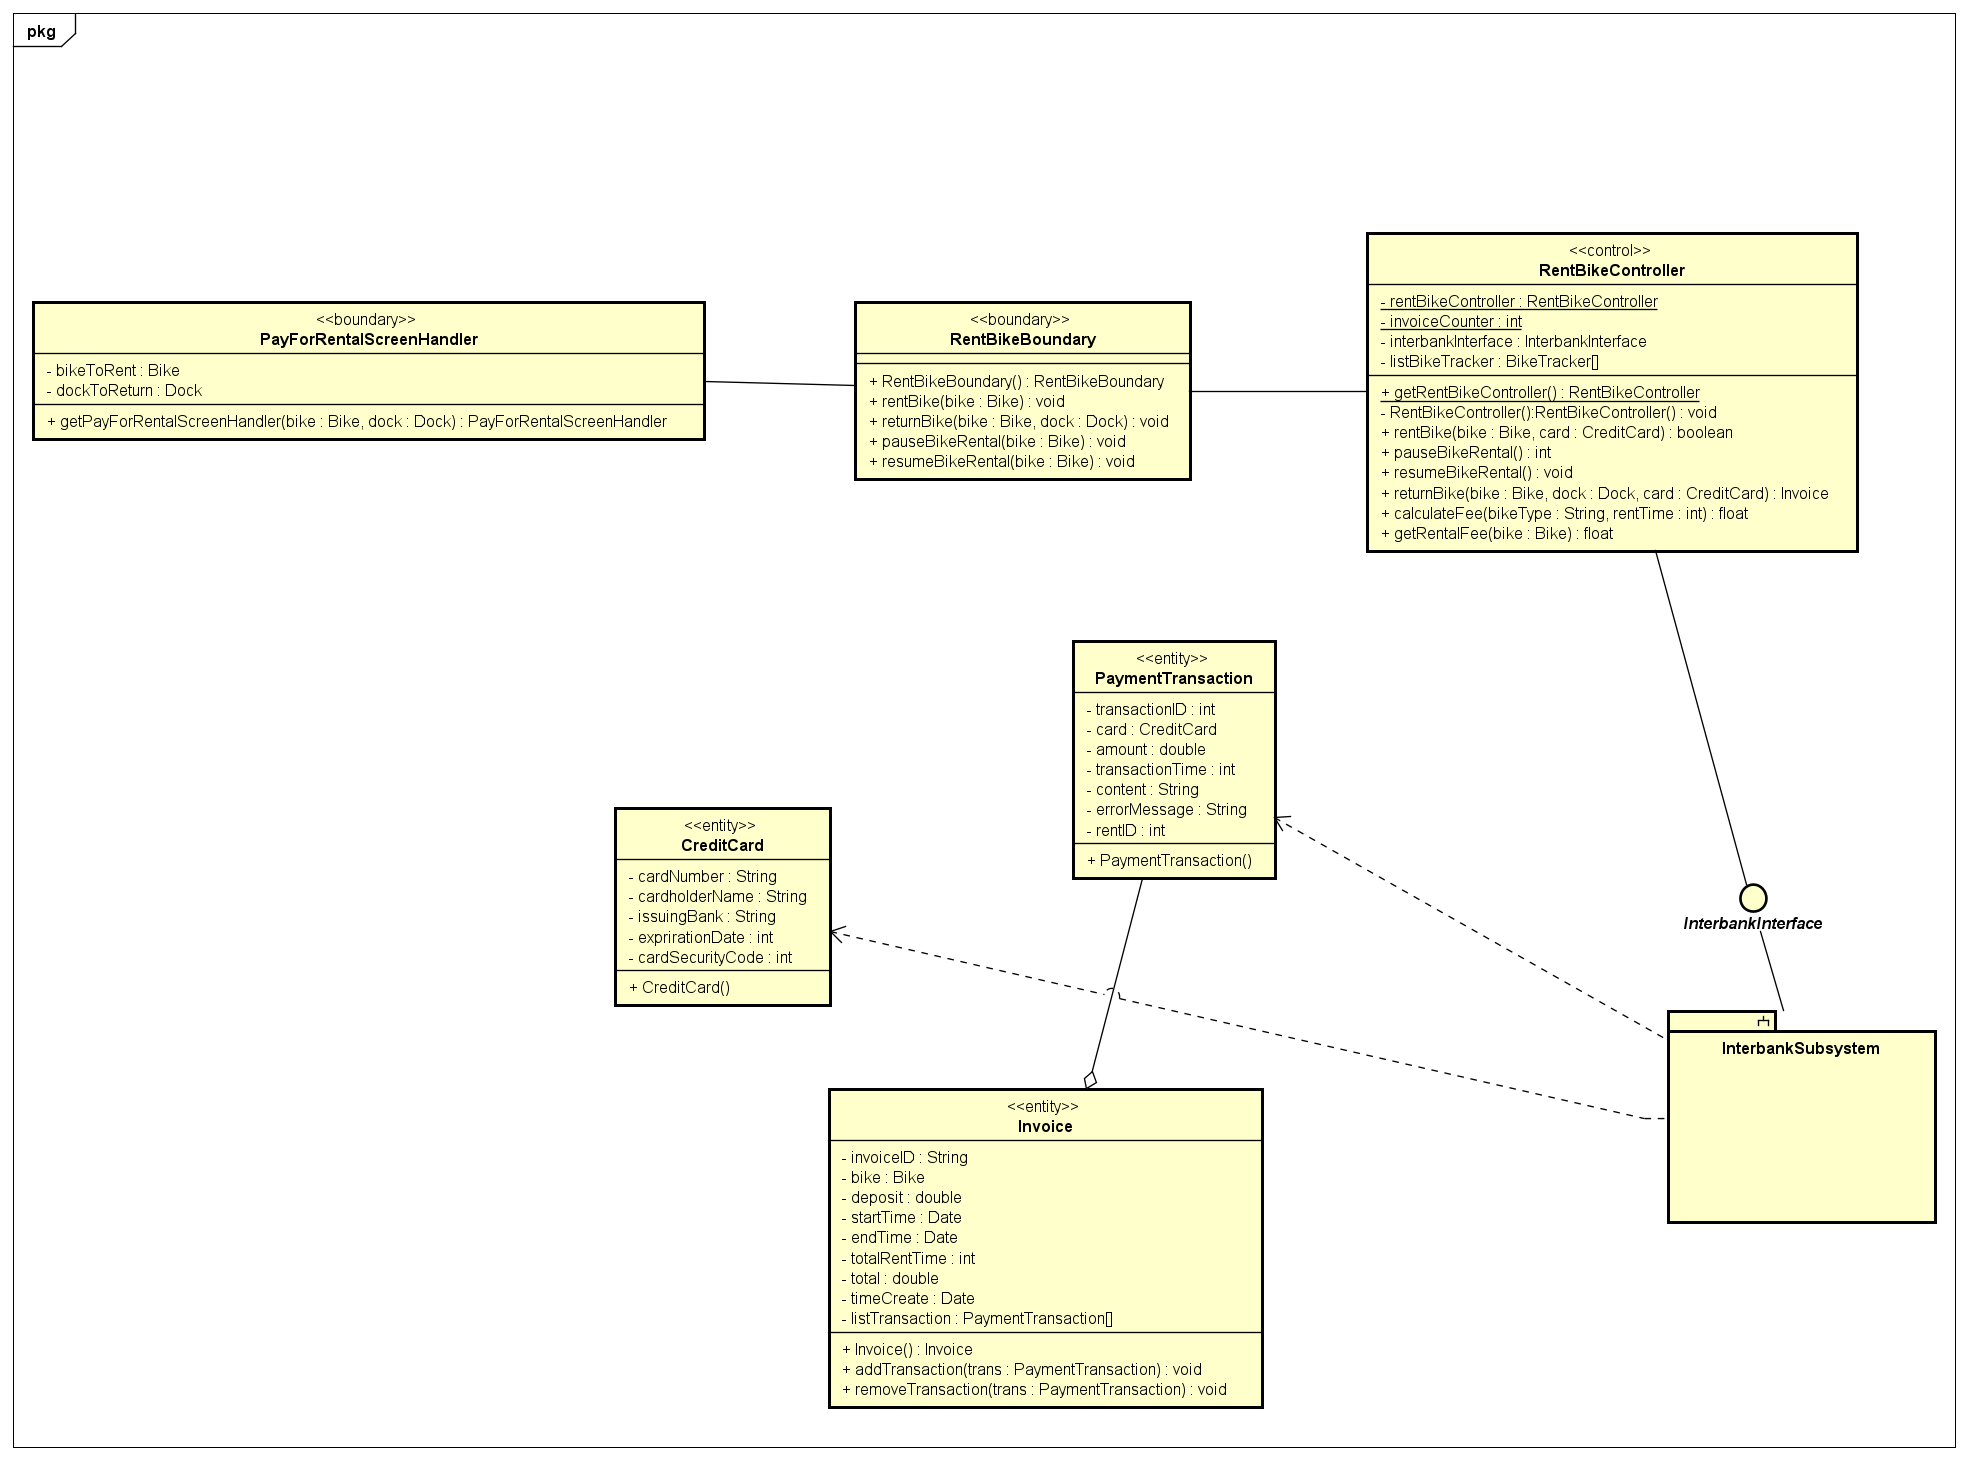 pkg
<<boundary>>
PayForRentalScreenHandler
- bikeToRent : Bike
- dockToReturn : Dock
+ getPayForRentalScreenHandler(bike : Bike, dock : Dock) : PayForRentalScreenHandler
<<boundary>>
RentBikeBoundary
+ RentBikeBoundary() : RentBikeBoundary
+ rentBike(bike : Bike) : void
+ returnBike(bike : Bike, dock : Dock) : void
+ pauseBikeRental(bike : Bike) : void
+ resumeBikeRental(bike : Bike) : void
<<control>>
RentBikeController
- rentBikeController : RentBikeController
- invoiceCounter : int
- interbankInterface : InterbankInterface
- listBikeTracker : BikeTracker[]
+ getRentBikeController() : RentBikeController
- RentBikeController():RentBikeController() : void
+ rentBike(bike : Bike, card : CreditCard) : boolean
+ pauseBikeRental() : int
+ resumeBikeRental() : void
+ returnBike(bike : Bike, dock : Dock, card : CreditCard) : Invoice
+ calculateFee(bikeType : String, rentTime : int) : float
+ getRentalFee(bike : Bike) : float
<<entity>>
PaymentTransaction
- transactionID : int
- card : CreditCard
- amount : double
- transactionTime : int
- content : String
- errorMessage : String
- rentID : int
+ PaymentTransaction()
<<entity>>
CreditCard
- cardNumber : String
- cardholderName : String
- issuingBank : String
- exprirationDate : int
- cardSecurityCode : int
+ CreditCard()
InterbankInterface
InterbankSubsystem
<<entity>>
Invoice
- invoiceID : String
- bike : Bike
- deposit : double
- startTime : Date
- endTime : Date
- totalRentTime : int
- total : double
- timeCreate : Date
- listTransaction : PaymentTransaction[]
+ Invoice() : Invoice
+ addTransaction(trans : PaymentTransaction) : void
+ removeTransaction(trans : PaymentTransaction) : void